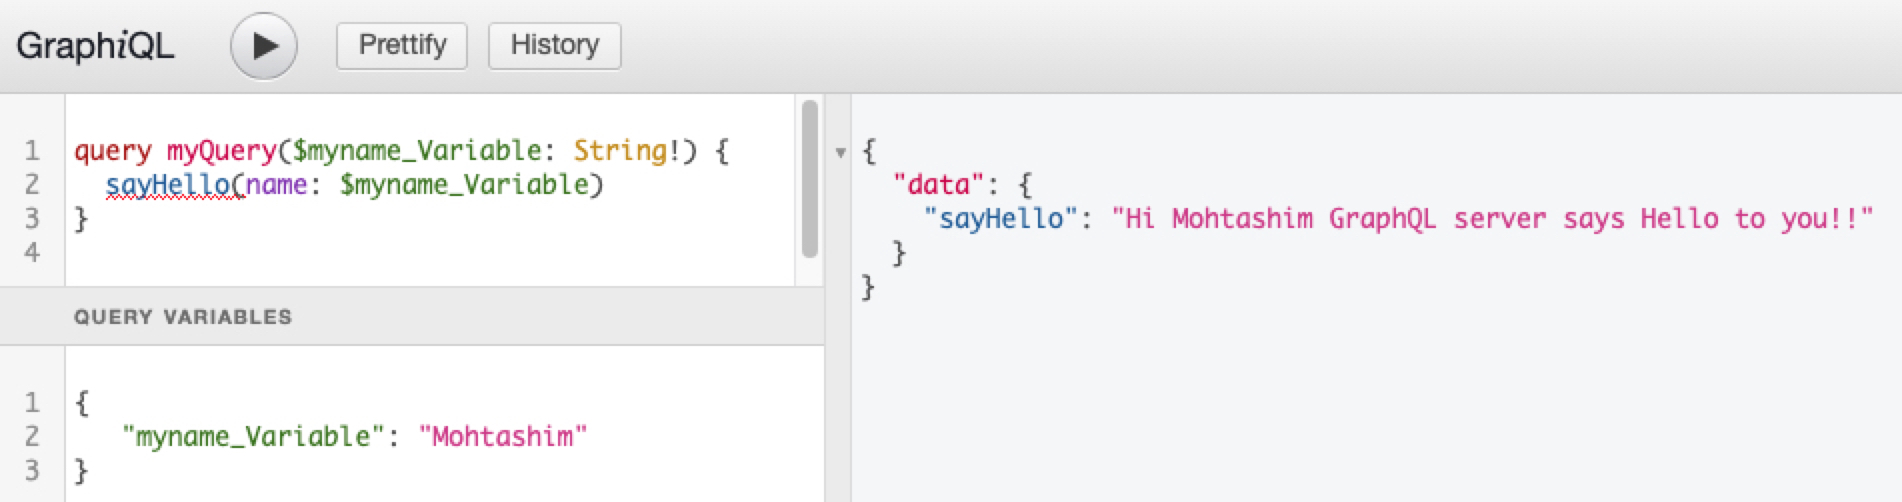 GraphiQL Prettify History
1 query myQuery($myname_Variable: String!) {
2 sayHello(name: $myname_Variable)
3 }
4
QUERY VARIABLES
1 {
2 "myname_Variable": "Mohtashim"
3 }
{
"data": {
"sayHello": "Hi Mohtashim GraphQL server says Hello to you!!"
}
}